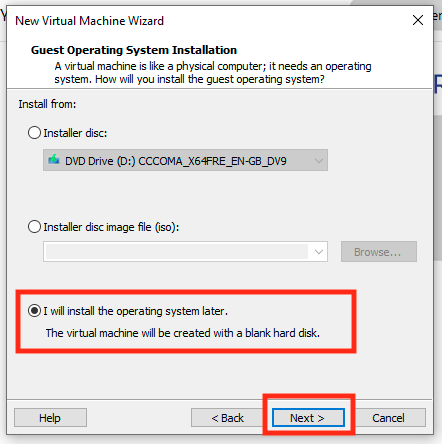 New Virtual Machine Wizard
Guest Operating System Installation
A virtual machine is like a physical computer; it needs an operating
system. How will you install the guest operating system?
Install from:
Installer disc:
DVD Drive (D:) CCCOMA_X64FRE_EN-GB_DV9
Installer disc image file (iso):
Browse...
I will install the operating system later.
The virtual machine will be created with a blank hard disk.
Help
< Back
Next >
Cancel